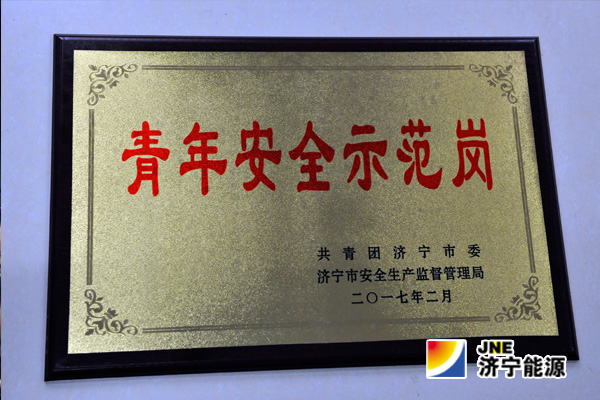 青年安全示范岗
共青团济宁市委
济宁市安全生产监督管理局
二〇一七年二月
JNE
济宁能源